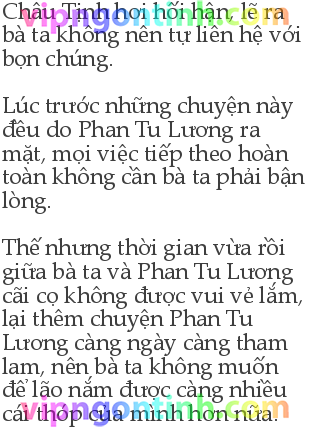 Châu Tinh hơi hối hận, lẽ ra
bà ta không nên tự liên hệ với
bọn chúng.
Lúc trước những chuyện này
đều do Phan Tu Lương ra
mặt, mọi việc tiếp theo hoàn
toàn không cần bà ta phải bận
lòng.
Thế nhưng thời gian vừa rồi
giữa bà ta và Phan Tu Lương
cãi cọ không được vui vẻ lắm,
lại thêm chuyện Phan Tu
Lương càng ngày càng tham
lam, nên bà ta không muốn
để lão nắm được càng nhiều
cái thóp của mình hơn nữa.
vipngontinh.com
vipngontinh.com